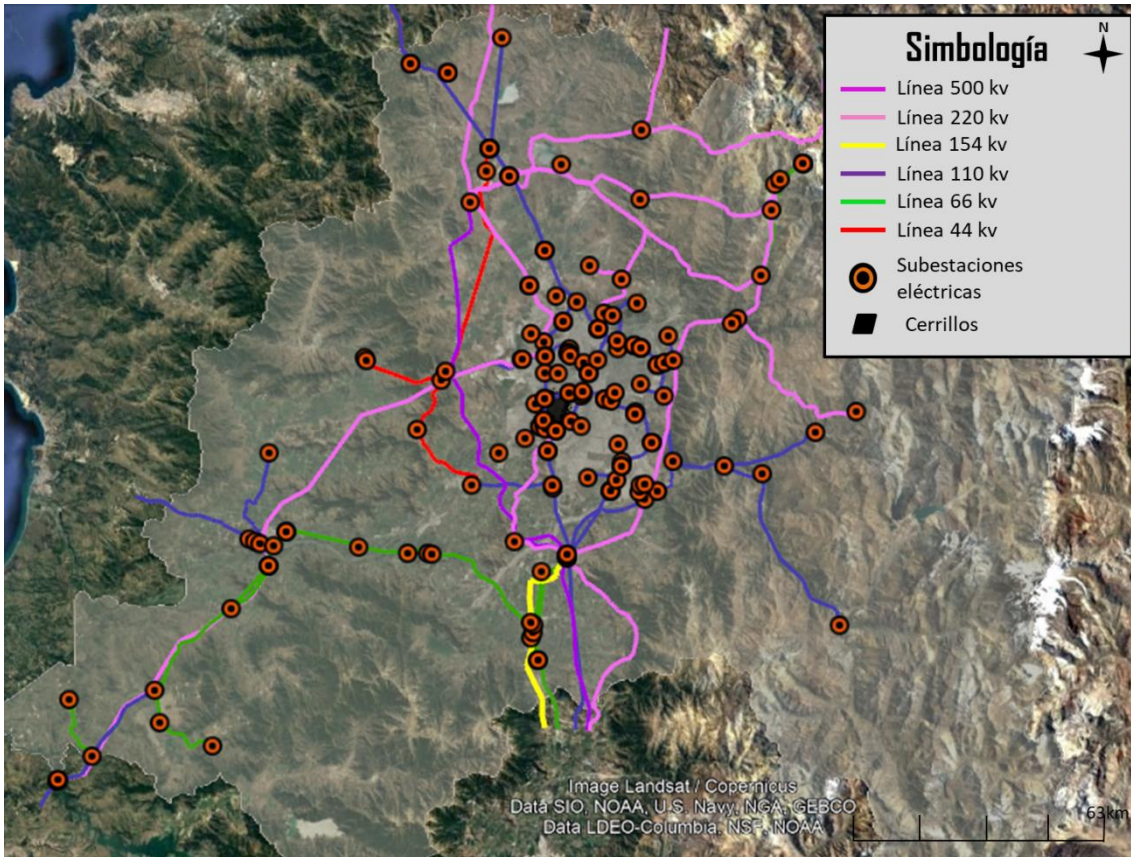 Simbología
N
Línea 500 kv
Línea 220 kv
Línea 154 kv
Línea 110 kv
Línea 66 kv
Línea 44 kv
Subestaciones
eléctricas
Cerrillos
Image Landsat / Copernicus
Data SIO, NOAA, U.S. Navy, NGA, GEBCO
Data LDEO-Columbia, NSF, NOAA
63km